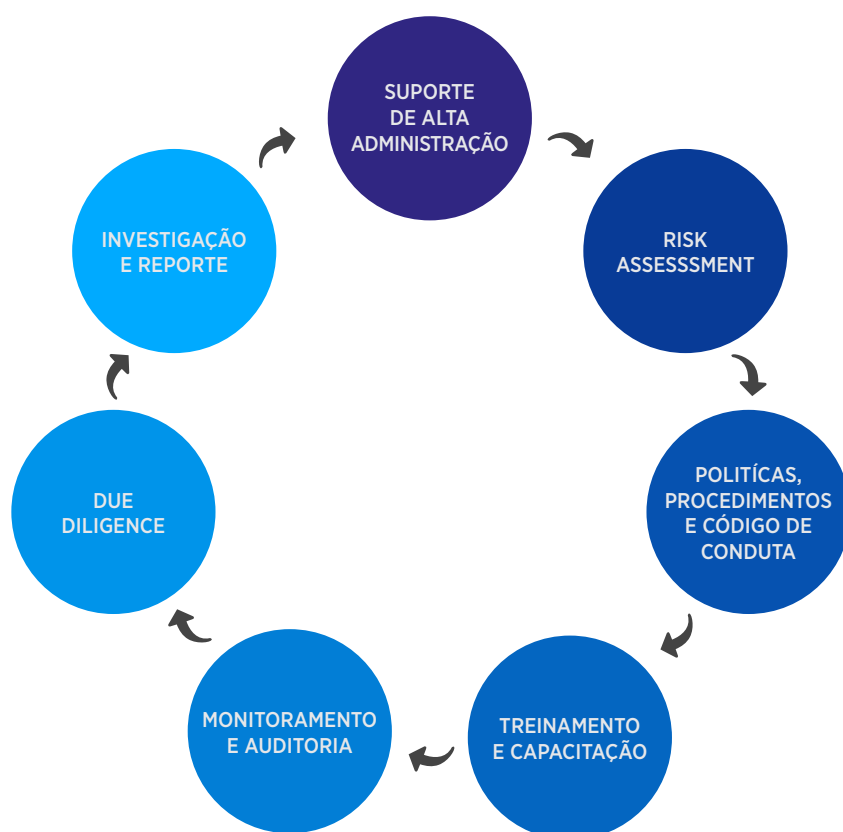 SUPORTE
DE ALTA
ADMINISTRAÇÃO
RISK
ASSESSSMENT
POLITÍCAS,
PROCEDIMENTOS
E CÓDIGO DE
CONDUTA
TREINAMENTO
E CAPACITAÇÃO
MONITORAMENTO
E AUDITORIA
DUE
DILIGENCE
INVESTIGAÇÃO
E REPORTE